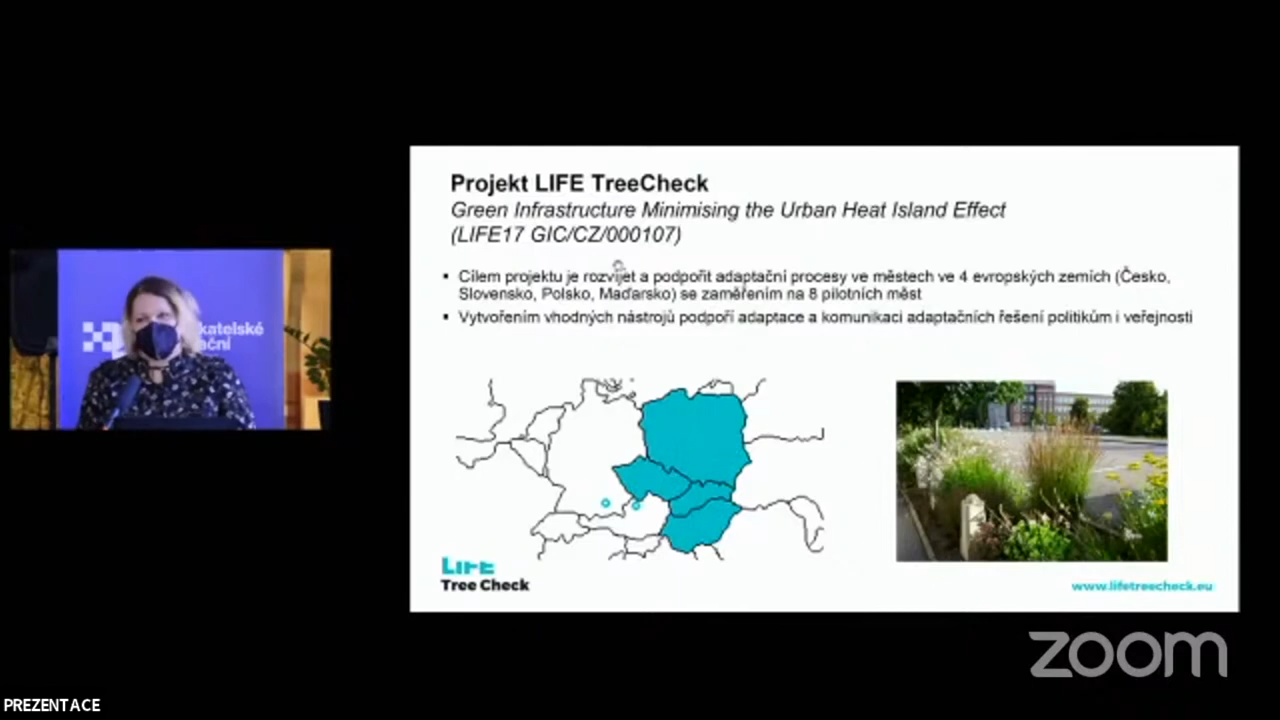 Projekt LIFE TreeCheck
Green Infrastructure Minimising the Urban Heat Island Effect
(LIFE17 GIC/CZ/000107)
▪ Cílem projektu je rozvíjet a podpořit adaptační procesy ve městech ve 4 evropských zemích (Česko,
Slovensko, Polsko, Maďarsko) se zaměřením na 8 pilotních měst
▪ Vytvořením vhodných nástrojů podpoří adaptace a komunikaci adaptačních řešení politikům i veřejnosti
katelské
ační
LIFE
Tree Check
www.lifetreecheck.eu
zoom
PREZENTACE